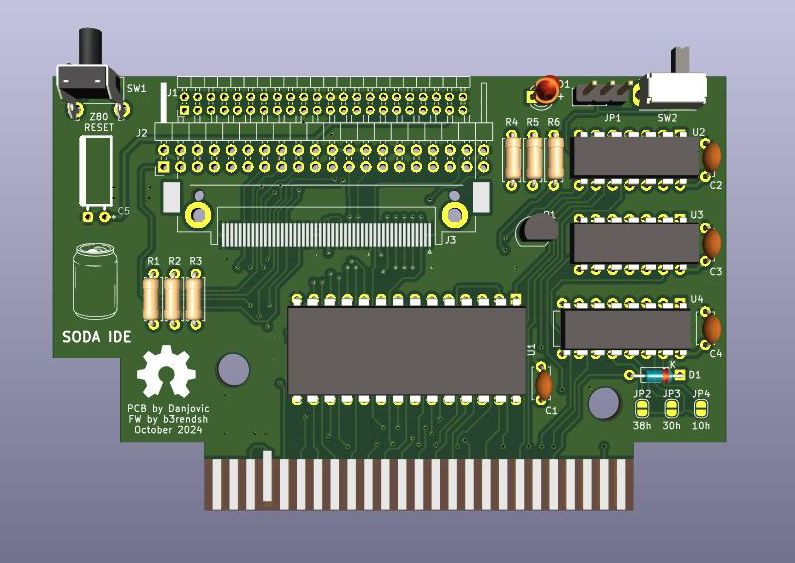 SW1
J1
D1
+
JP1
SW2
Z80
RESET
J2
R4 R5 R6
U2
C2
C5
+
J3
U3
C3
R1 R2 R3
U4
C4
SODA IDE
U1
K
D1
C1
JP2 JP3 JP4
38h 30h 10h
PCB by Danjovic
FW by b3rendsh
October 2024